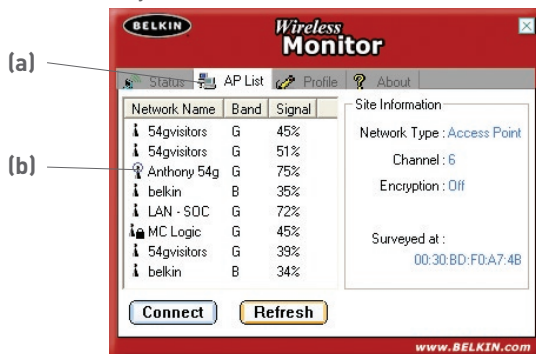 BELKIN
Wireless
Monitor
(a)
Status AP List Profile About
Network Name Band Signal
54gvisitors G 45%
54gvisitors G 51%
(b)
Anthony 54g G 75%
belkin B 35%
LAN - SOC G 72%
MC Logic G 45%
54gvisitors G 39%
belkin B 34%
Site Information
Network Type : Access Point
Channel : 6
Encryption : Off
Surveyed at :
00:30:BD:F0:A7:4B
Connect Refresh
www.BELKIN.com